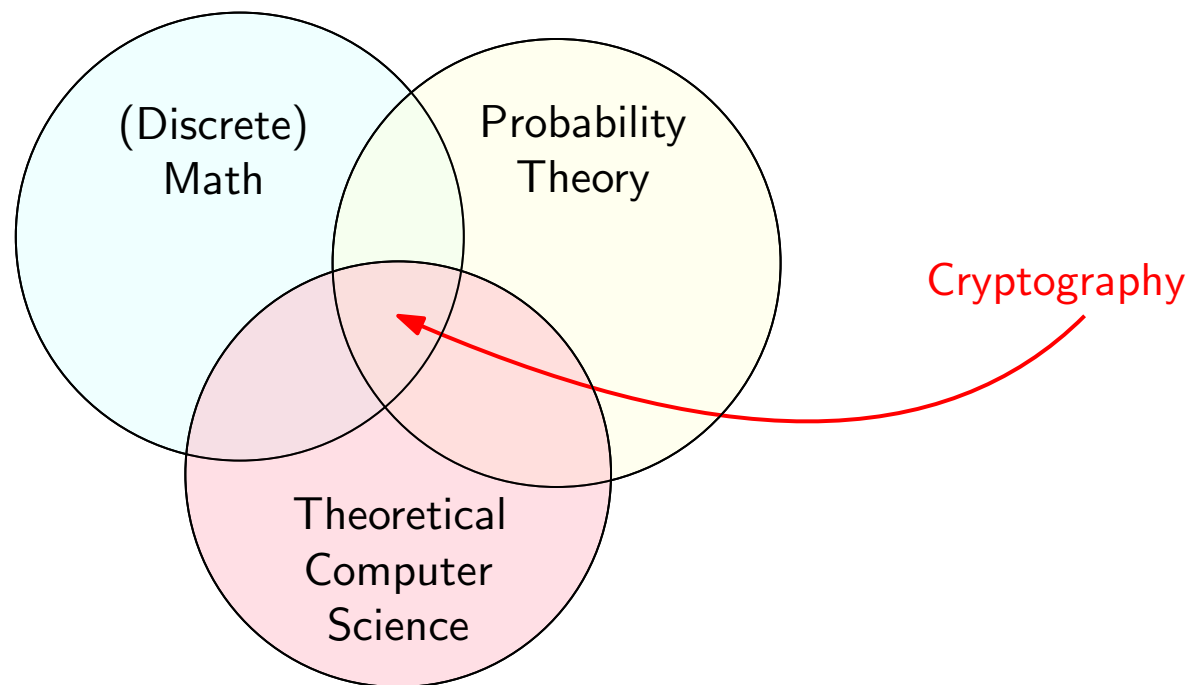 (Discrete)
Math
Probability
Theory
Cryptography
Theoretical
Computer
Science